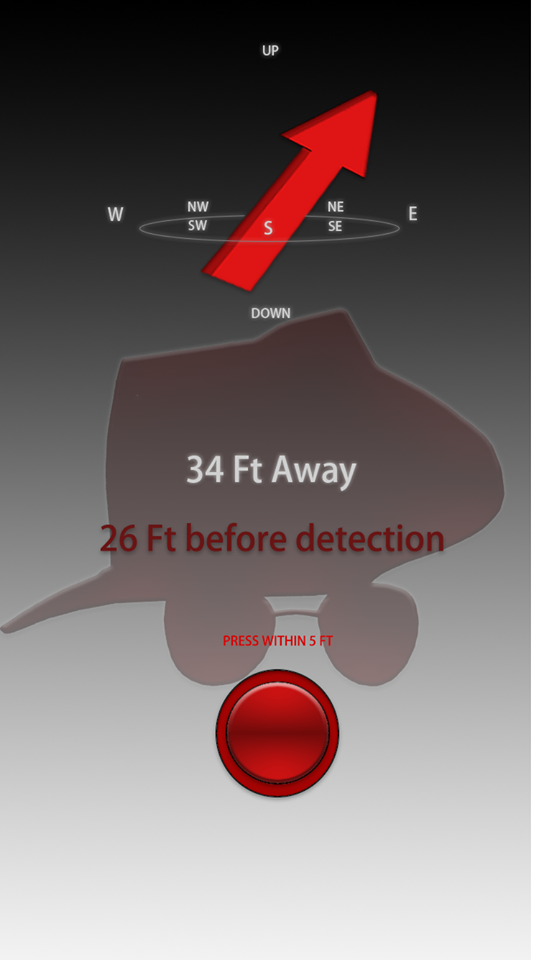 UP
W NW NE E
SW S SE
DOWN
34 Ft Away
26 Ft before detection
PRESS WITHIN 5 FT